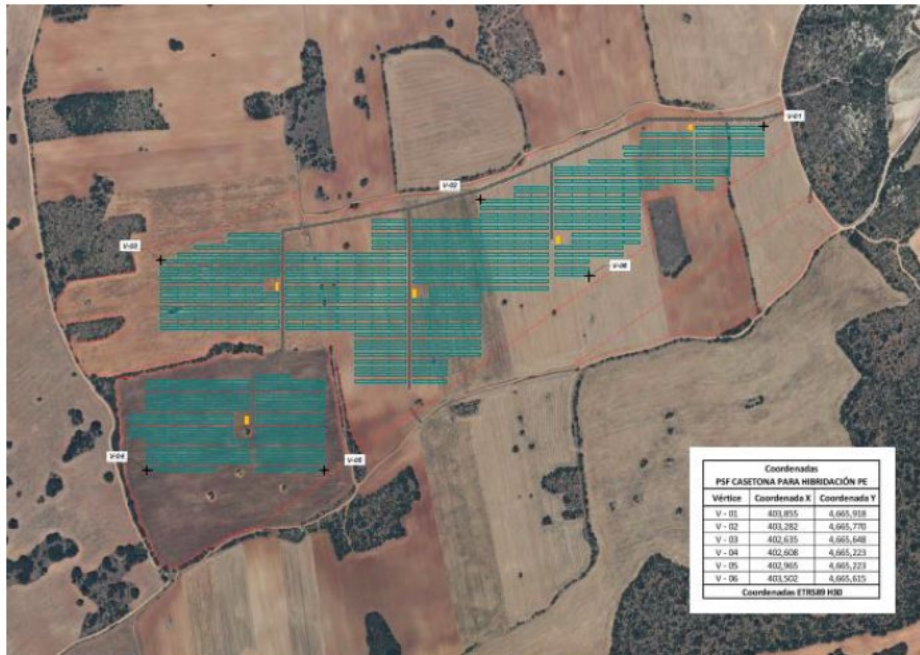 V-01
V-02
V-03
V-06
V-04
V-05
Coordenadas
PSF CASETONA PARA HIBRIDACIÓN PE
Vértice Coordenada X Coordenada Y
V - 01 403,855 4,665,918
V - 02 403,282 4,665,770
V - 03 402,635 4,665,648
V - 04 402,608 4,665,223
V - 05 402,965 4,665,223
V - 06 403,502 4,665,615
Coordenadas ETRS89 H30